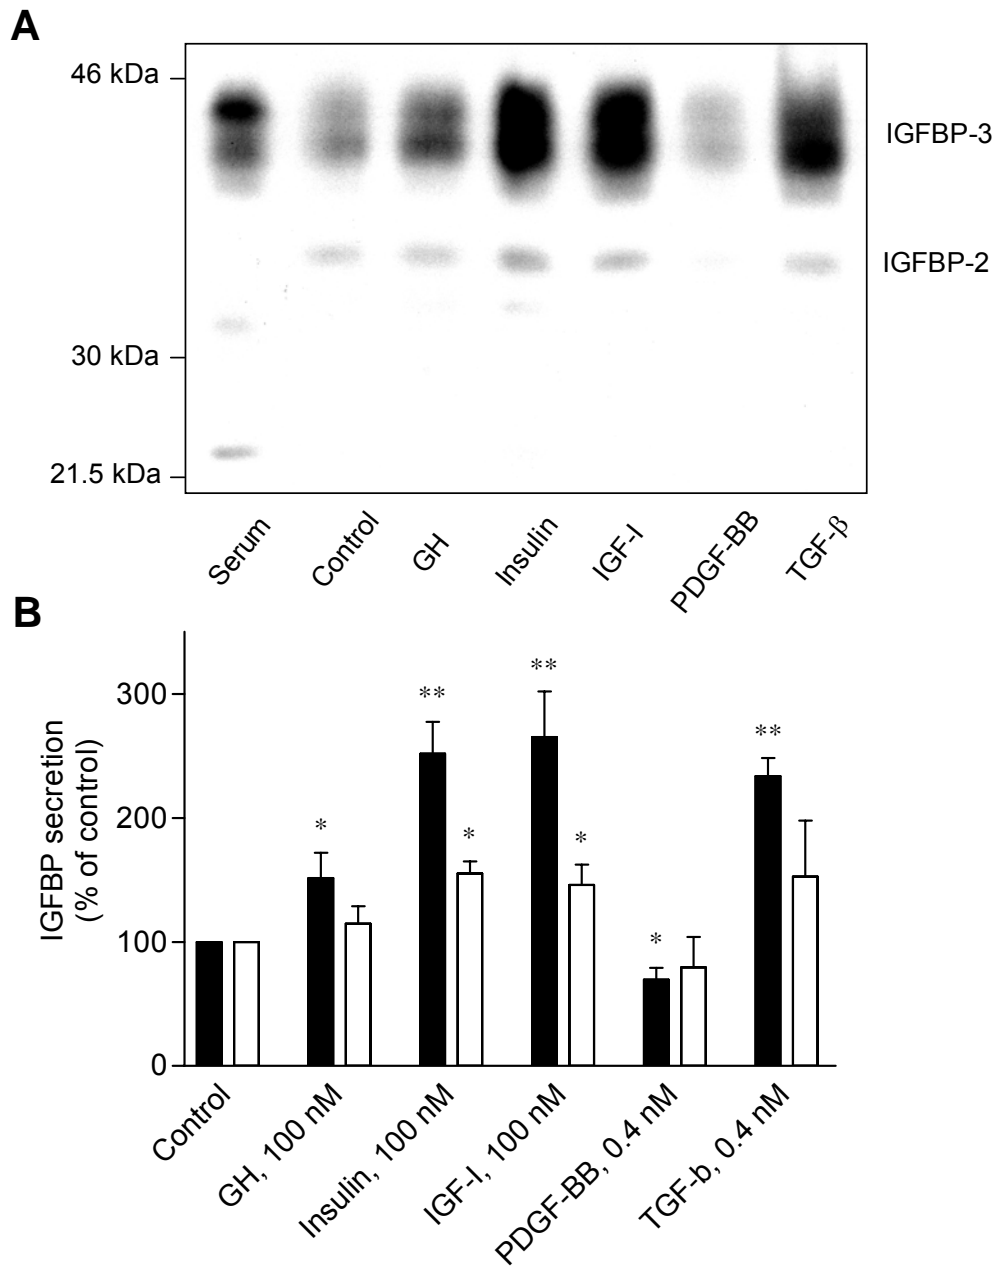 A
46 kDa
IGFBP-3
IGFBP-2
30 kDa
21.5 kDa
Serum
Control
GH
Insulin
IGF-I
PDGF-BB
TGF-β
B
IGFBP secretion
(% of control)
300
200
100
0
*
**
*
**
*
*
**
Control
GH, 100 nM
Insulin, 100 nM
IGF-I, 100 nM
PDGF-BB, 0.4 nM
TGF-b, 0.4 nM